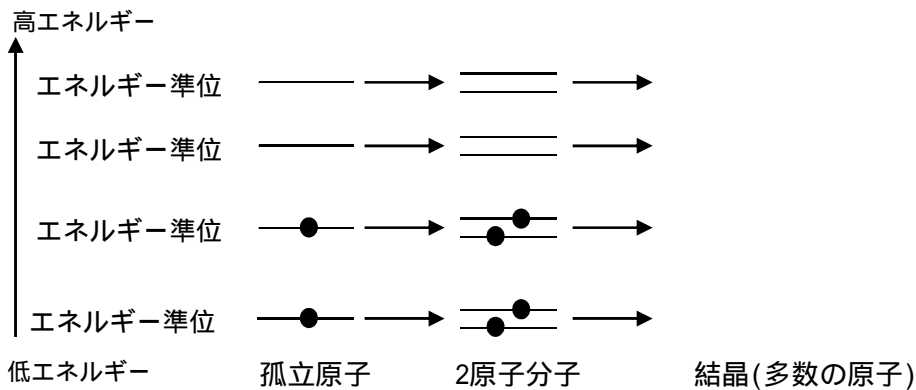 高エネルギー
エネルギー準位
エネルギー準位
エネルギー準位
エネルギー準位
低エネルギー 孤立原子 2原子分子 結晶(多数の原子)